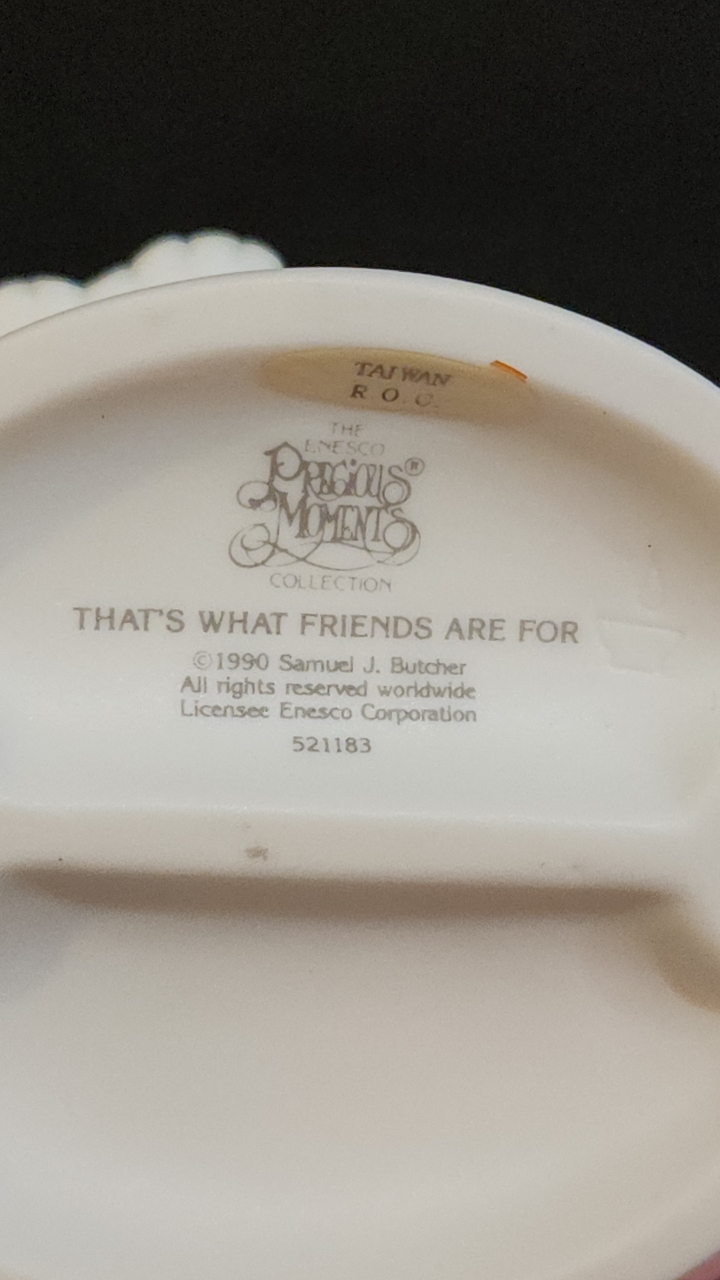 TAIWAN
R. O. C.
THE
ENESCO
PRECIOUS®
MOMENTS
COLLECTION
THAT'S WHAT FRIENDS ARE FOR
©1990 Samuel J. Butcher
All rights reserved worldwide
Licensee Enesco Corporation
521183